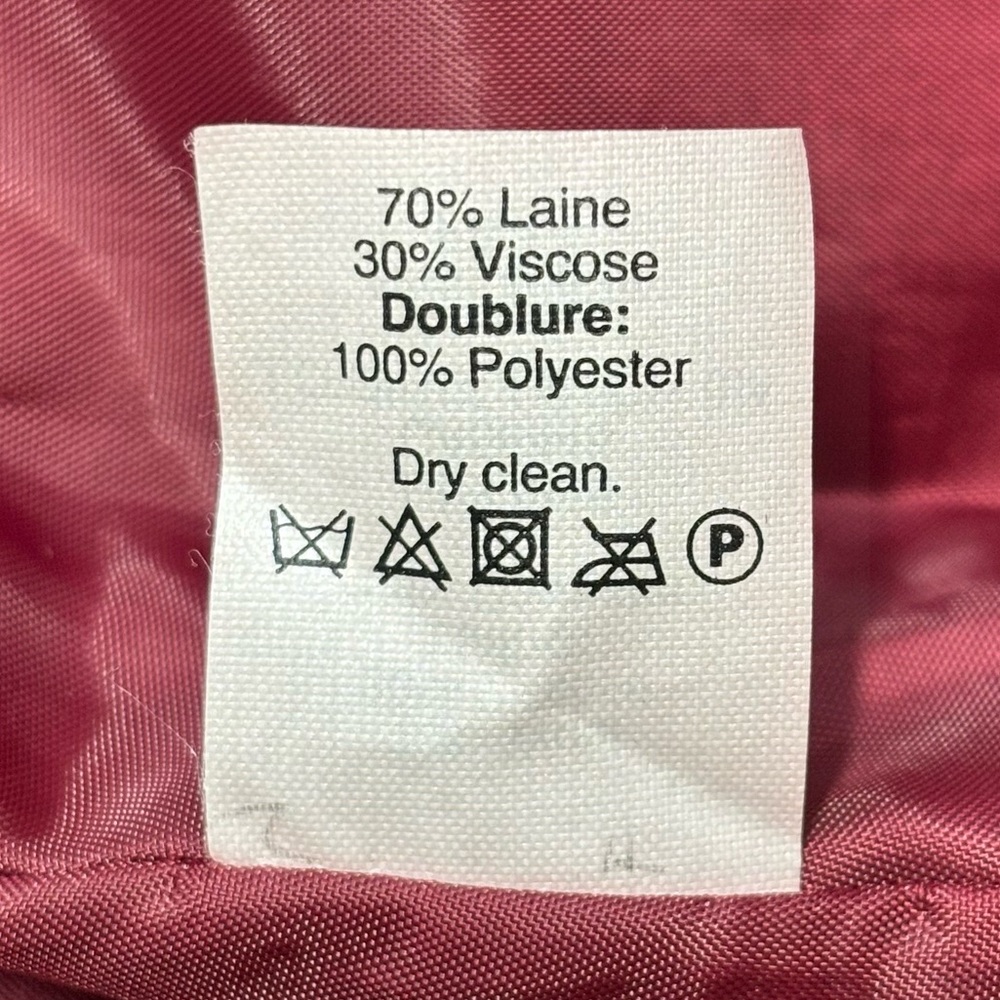 70% Laine
30% Viscose
Doublure:
100% Polyester
Dry clean.
P